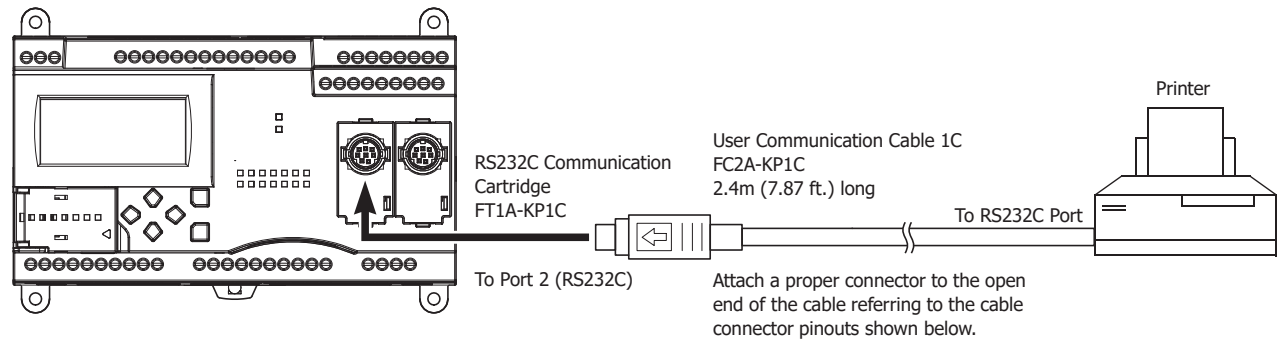 Printer
User Communication Cable 1C
FC2A-KP1C
2.4m (7.87 ft.) long
RS232C Communication
Cartridge
FT1A-KP1C
To RS232C Port
To Port 2 (RS232C)
Attach a proper connector to the open
end of the cable referring to the cable
connector pinouts shown below.